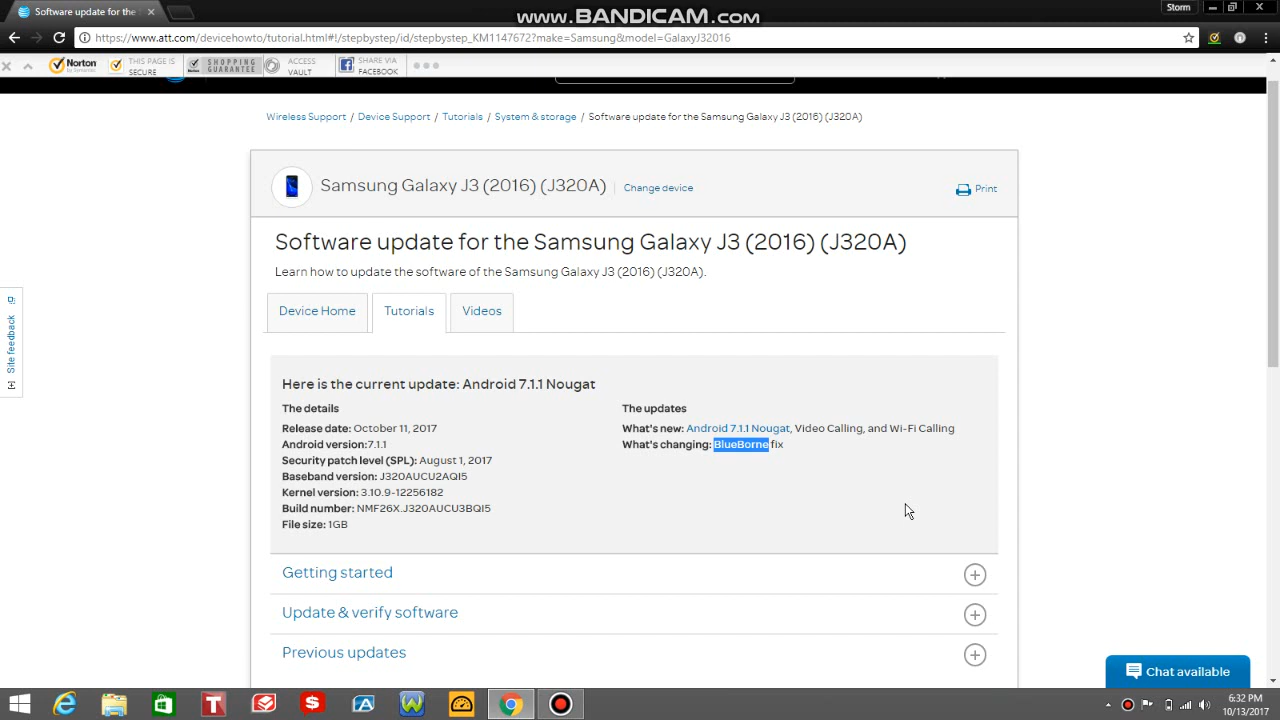 www.BANDICAM.com
Software update for the
Storm
https://www.att.com/devicehowto/tutorial.html#!/stepbystep/id/stepbystep_KM1147672?make=Samsung&model=GalaxyJ32016
Norton
by Symantec
THIS PAGE IS
SECURE
SHOPPING
GUARANTEE
ACCESS
VAULT
SHARE VIA
FACEBOOK
Wireless Support / Device Support / Tutorials / System & storage / Software update for the Samsung Galaxy J3 (2016) (J320A)
Samsung Galaxy J3 (2016) (J320A) Change device
Print
Software update for the Samsung Galaxy J3 (2016) (J320A)
Learn how to update the software of the Samsung Galaxy J3 (2016) (J320A).
Device Home Tutorials Videos
Site feedback
Here is the current update: Android 7.1.1 Nougat
The details
Release date: October 11, 2017
Android version:7.1.1
Security patch level (SPL): August 1, 2017
Baseband version: J320AUCU2AQI5
Kernel version: 3.10.9-12256182
Build number: NMF26X.J320AUCU3BQI5
File size: 1GB
The updates
What's new: Android 7.1.1 Nougat, Video Calling, and Wi-Fi Calling
What's changing: BlueBorne fix
Getting started
Update & verify software
Previous updates
Chat available
6:32 PM
10/13/2017